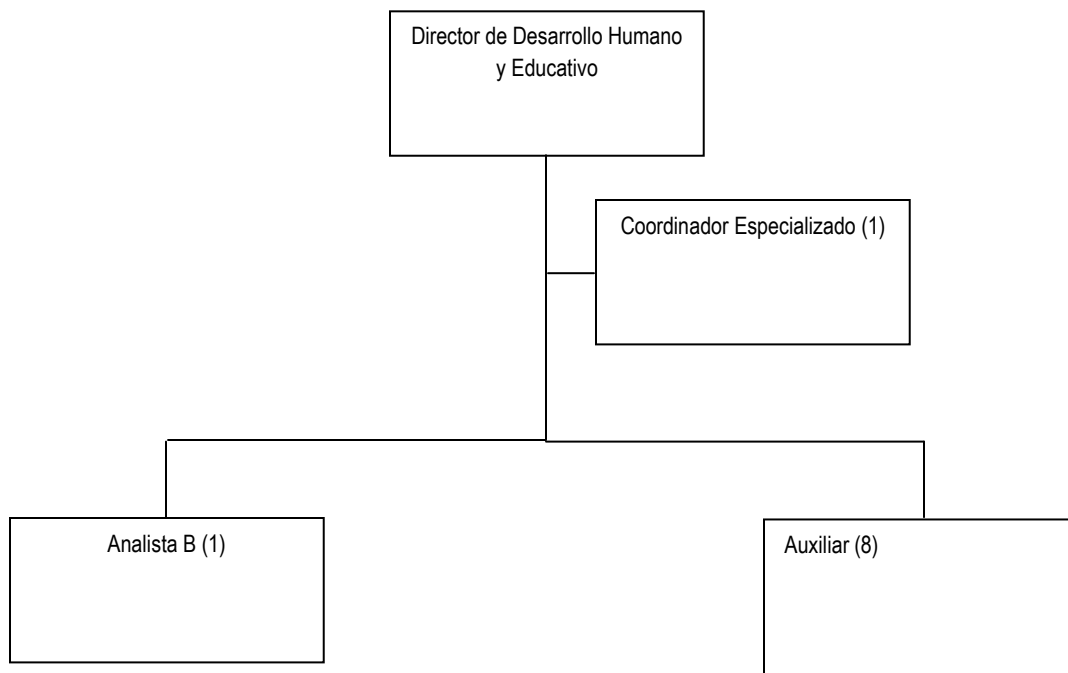 Director de Desarrollo Humano
y Educativo
Coordinador Especializado (1)
Analista B (1)
Auxiliar (8)